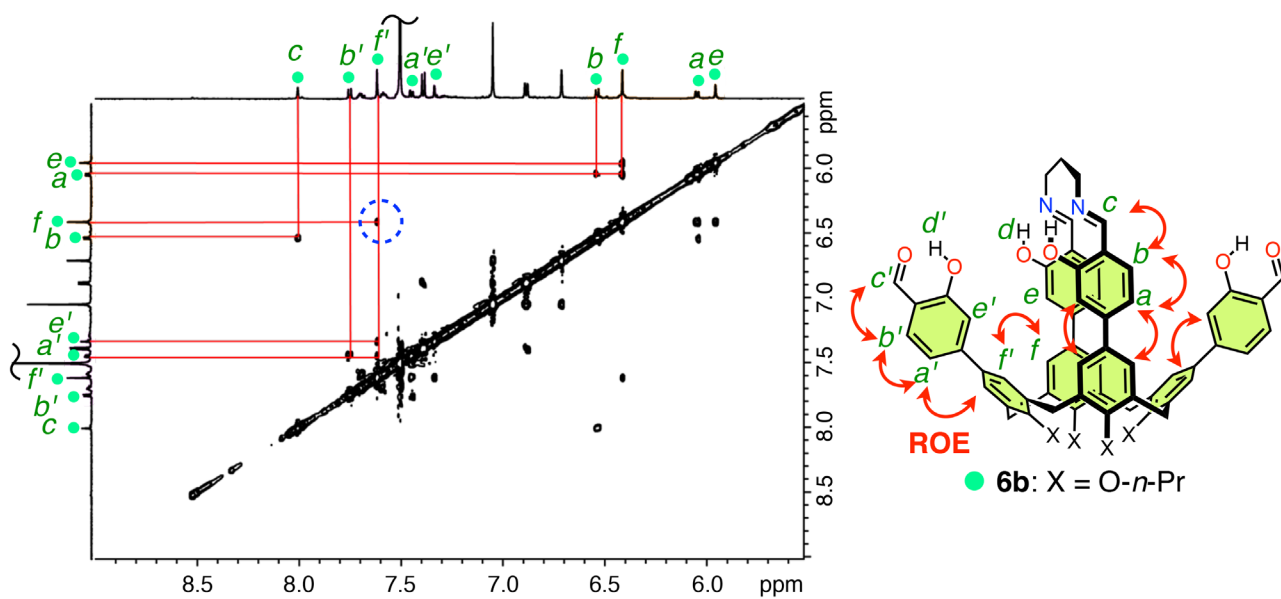 c b' f' a' e' b f a e
e
a
f
b
e'
a'
f'
b'
c
ppm
6.0
6.5
7.0
7.5
8.0
8.5
8.5 8.0 7.5 7.0 6.5 6.0 ppm
N N c
d' d H H
H O O O b H
O O O
c' e a
e'
b' f' f
a'
ROE X X X X
6b: X = O-n-Pr